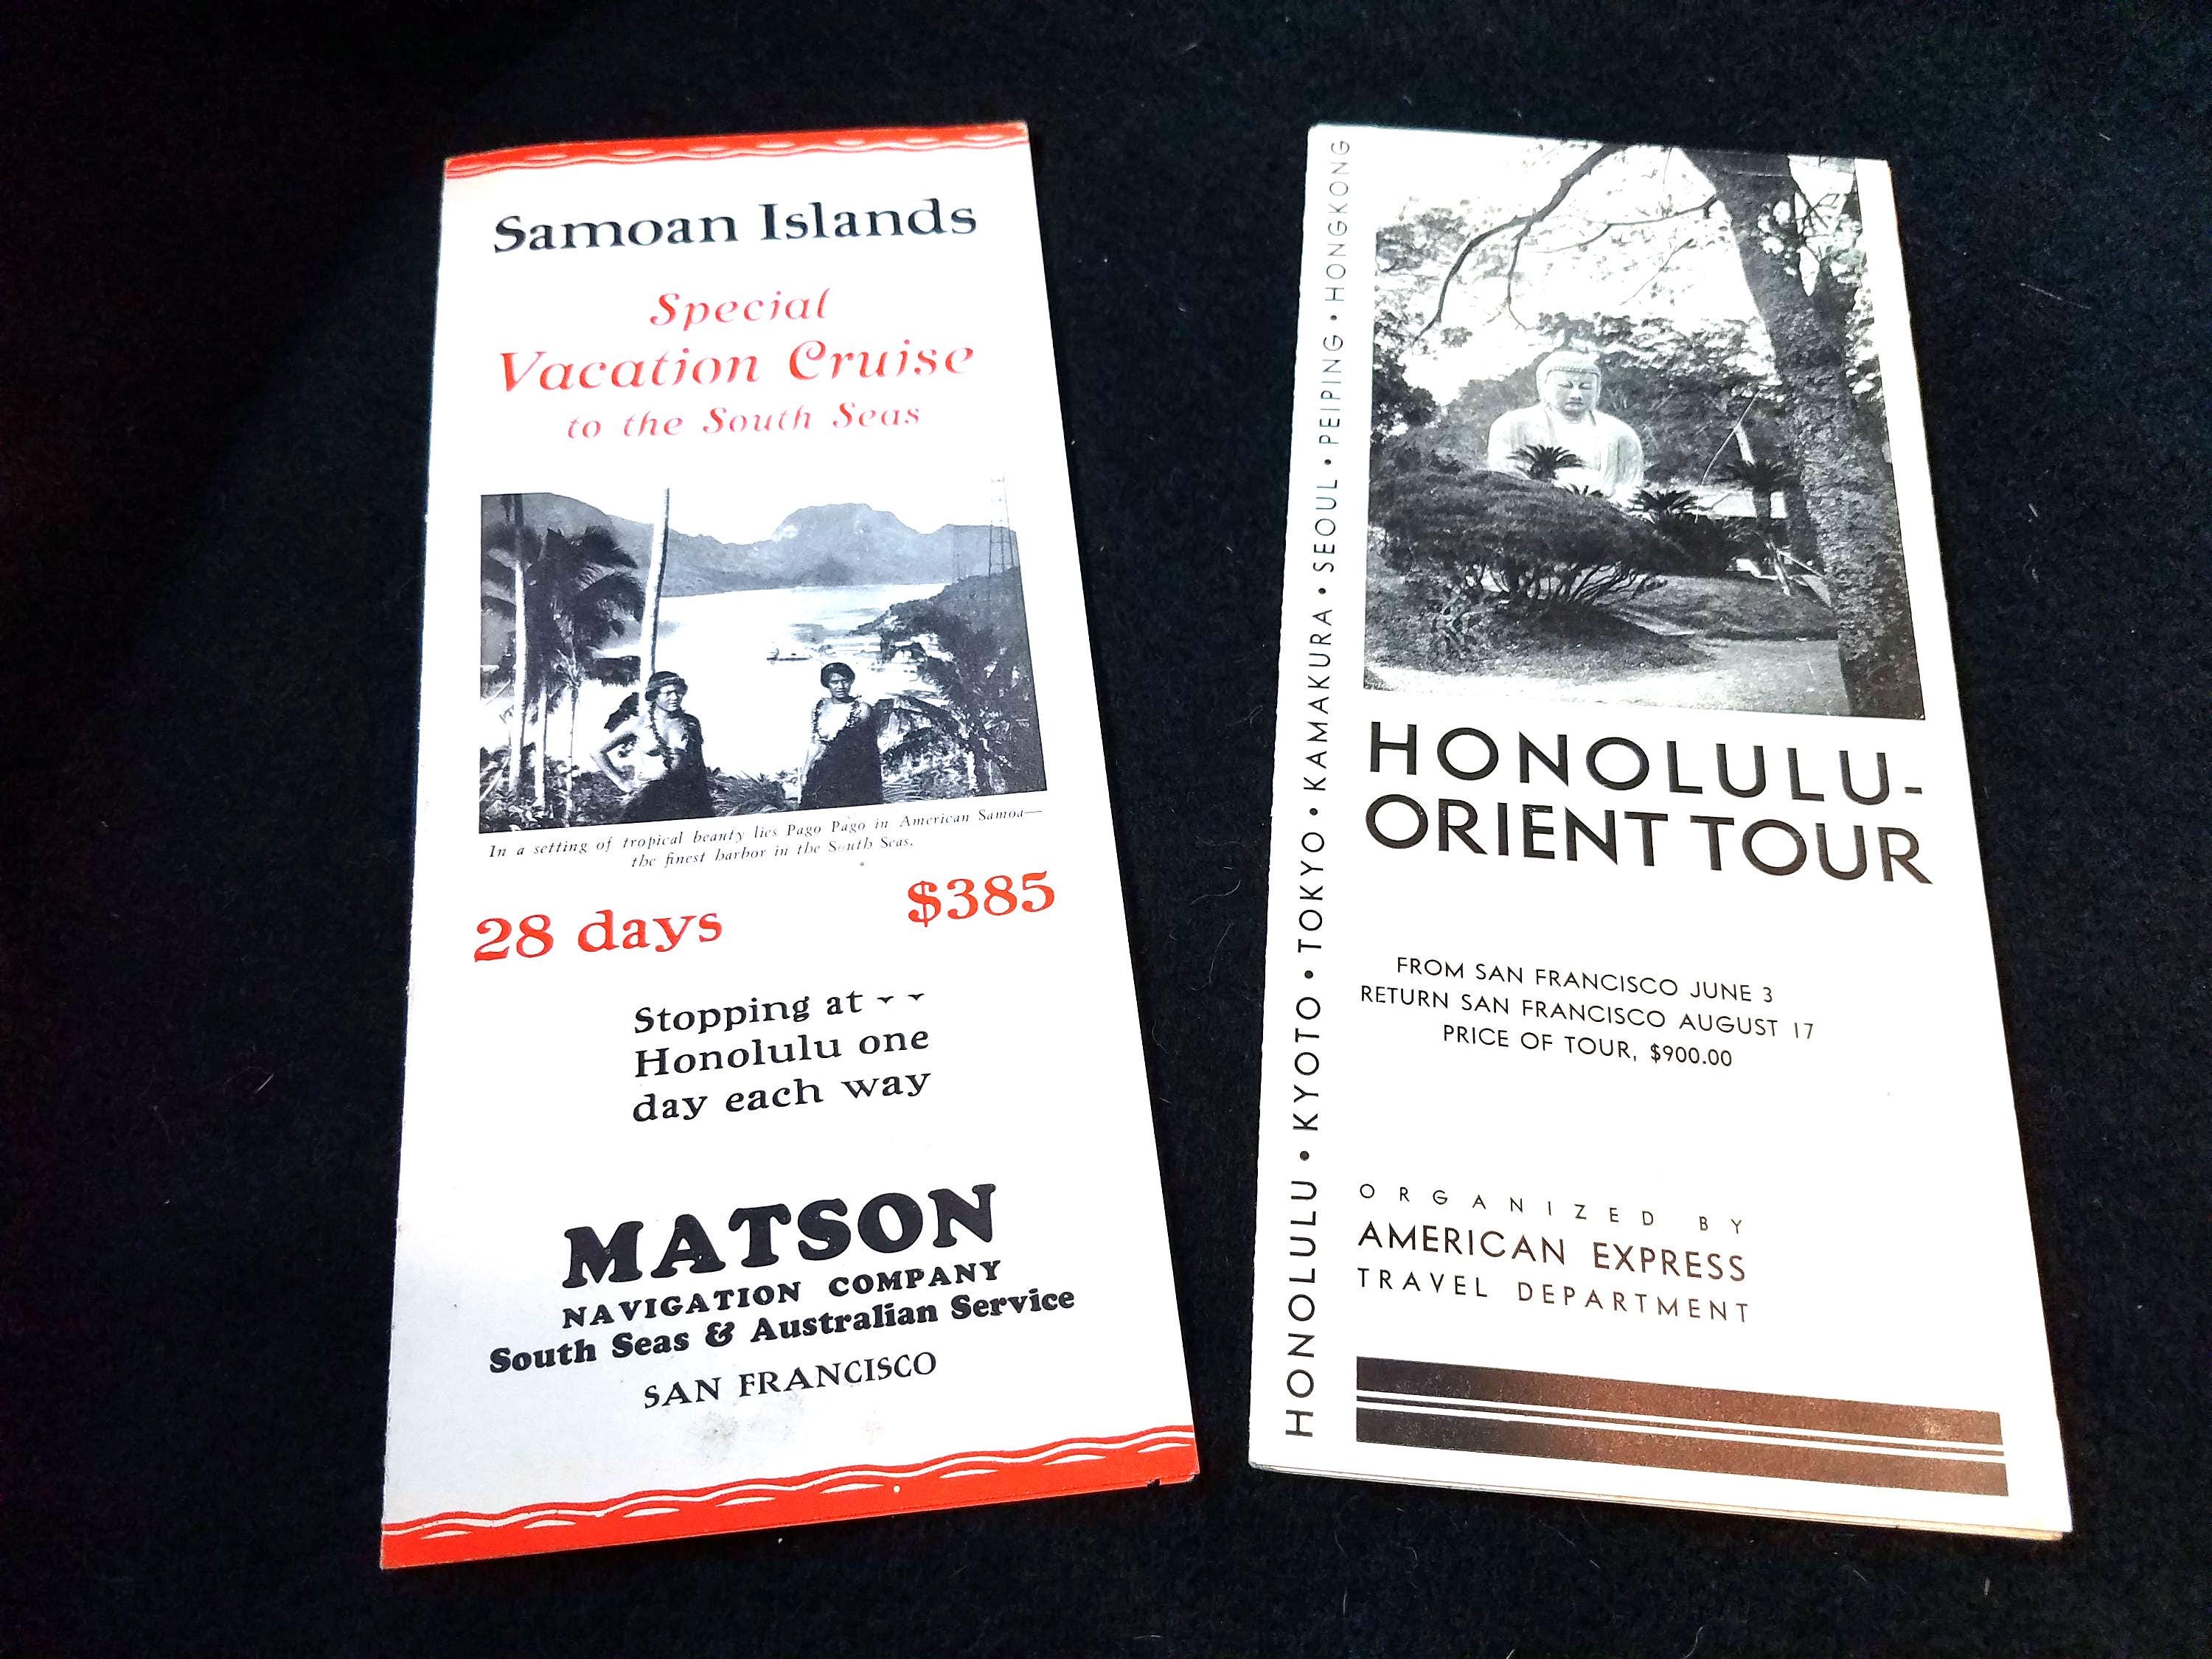 Samoan Islands
Special
Vacation Cruise
to the South Seas
In a setting of tropical beauty lies Pago Pago in American Samoa—
the finest harbor in the South Seas.
28 days
$385
Stopping at - -
Honolulu one
day each way
MATSON
NAVIGATION COMPANY
South Seas & Australian Service
SAN FRANCISCO
HONOLULU • KYOTO • TOKYO • KAMAKURA • SEOUL • PEIPING • HONGKONG
HONOLULU-
ORIENT TOUR
FROM SAN FRANCISCO JUNE 3
RETURN SAN FRANCISCO AUGUST 17
PRICE OF TOUR, $900.00
ORGANIZED BY
AMERICAN EXPRESS
TRAVEL DEPARTMENT